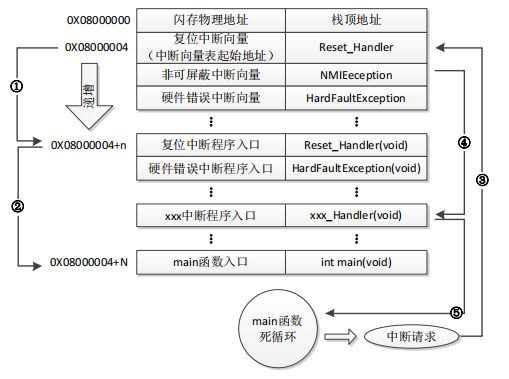 0X08000000
闪存物理地址
栈顶地址
0X08000004
复位中断向量
（中断向量表起始地址）
Reset_Handler
非可屏蔽中断向量
NMIEeception
①
硬件错误中断向量
HardFaultException
递增
0X08000004+n
复位中断程序入口
Reset_Handler(void)
④
③
硬件错误中断程序入口
HardFaultException(void)
②
xxx中断程序入口
xxx_Handler(void)
0X08000004+N
main函数入口
int main(void)
⑤
main函数
死循环
中断请求